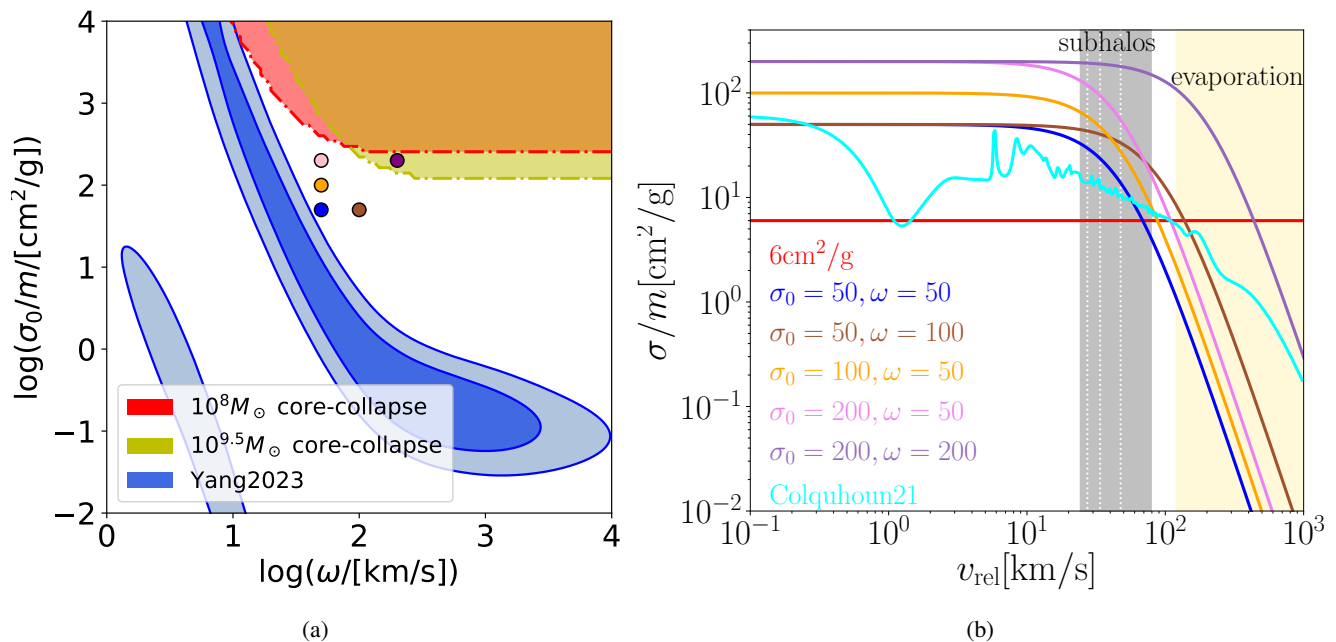 4
3
2
1
0
−1
−2
log(σ₀/m/[cm²/g])
10⁸M⊙ core-collapse
10⁹·⁵M⊙ core-collapse
Yang2023
0 1 2 3 4
log(ω/[km/s])
(a)
subhalos
evaporation
10²
10¹
10⁰
10⁻¹
10⁻²
σ/m[cm²/g]
6cm²/g
σ₀ = 50, ω = 50
σ₀ = 50, ω = 100
σ₀ = 100, ω = 50
σ₀ = 200, ω = 50
σ₀ = 200, ω = 200
Colquhoun21
10⁻¹ 10⁰ 10¹ 10² 10³
v_rel[km/s]
(b)